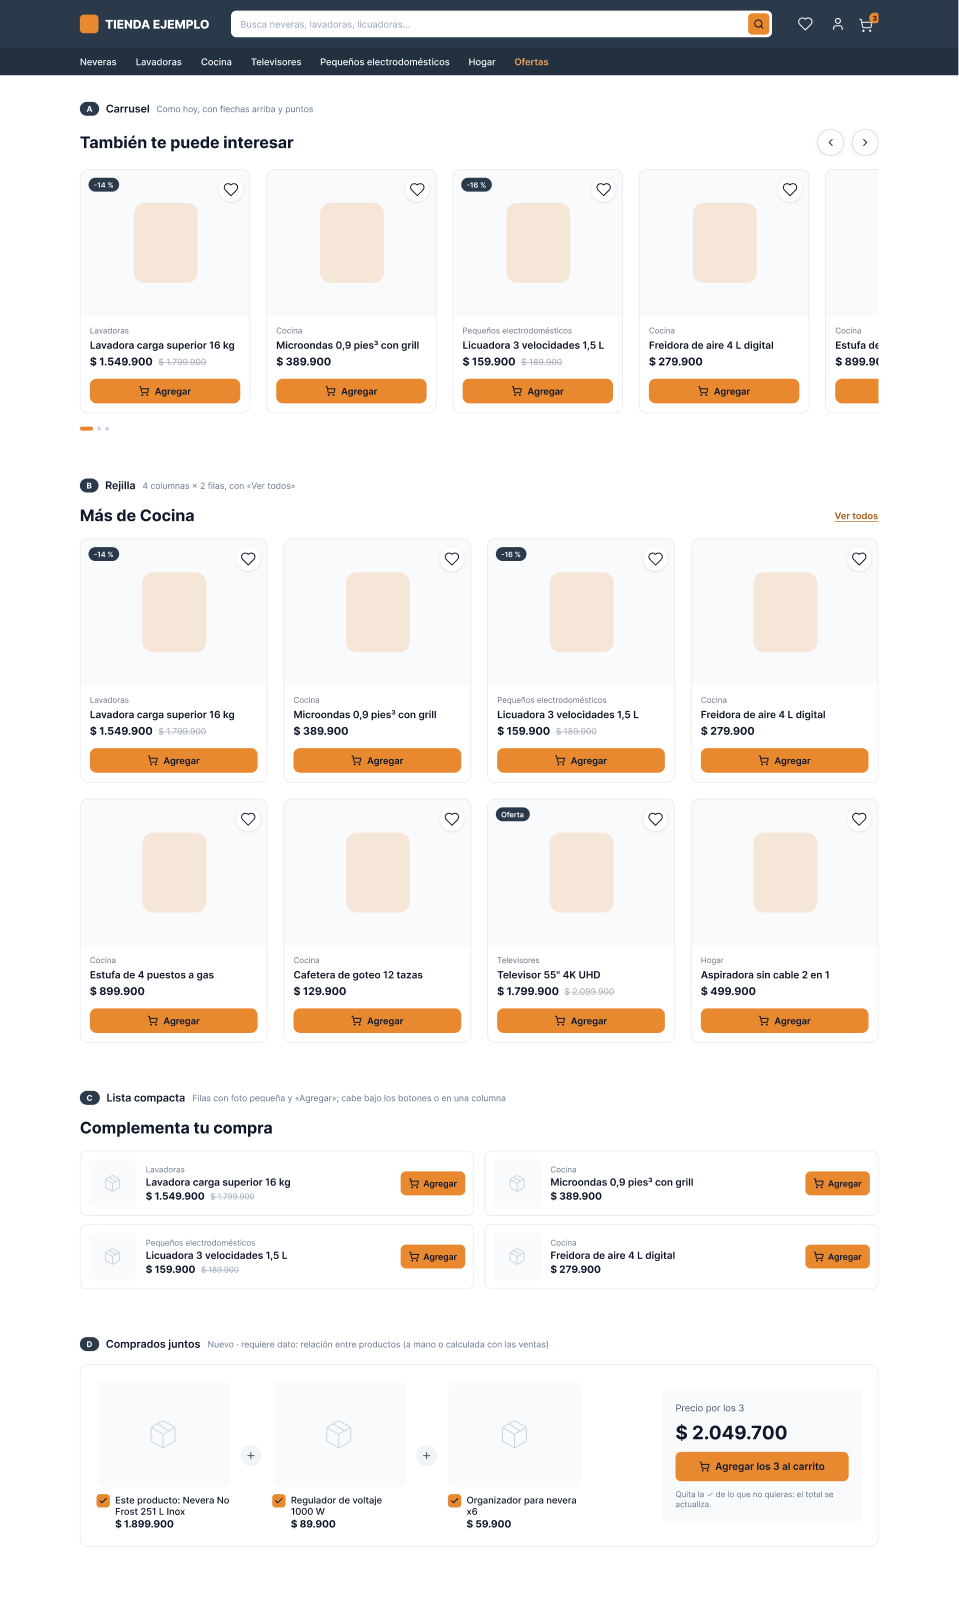 TIENDA EJEMPLO
Busca neveras, lavadoras, licuadoras...
3
Neveras Lavadoras Cocina Televisores Pequeños electrodomésticos Hogar Ofertas
A Carrusel Como hoy, con flechas arriba y puntos
También te puede interesar
-14 %
-16 %
Lavadoras
Lavadora carga superior 16 kg
$ 1.549.900 $ 1.799.900
Agregar
Cocina
Microondas 0,9 pies³ con grill
$ 389.900
Agregar
Pequeños electrodomésticos
Licuadora 3 velocidades 1,5 L
$ 159.900 $ 189.900
Agregar
Cocina
Freidora de aire 4 L digital
$ 279.900
Agregar
Cocina
Estufa de
$ 899.90
B Rejilla 4 columnas × 2 filas, con «Ver todos»
Más de Cocina
Ver todos
-14 %
-16 %
Lavadoras
Lavadora carga superior 16 kg
$ 1.549.900 $ 1.799.900
Agregar
Cocina
Microondas 0,9 pies³ con grill
$ 389.900
Agregar
Pequeños electrodomésticos
Licuadora 3 velocidades 1,5 L
$ 159.900 $ 189.900
Agregar
Cocina
Freidora de aire 4 L digital
$ 279.900
Agregar
Cocina
Estufa de 4 puestos a gas
$ 899.900
Agregar
Cocina
Cafetera de goteo 12 tazas
$ 129.900
Agregar
Oferta
Televisores
Televisor 55" 4K UHD
$ 1.799.900 $ 2.099.900
Agregar
Hogar
Aspiradora sin cable 2 en 1
$ 499.900
Agregar
C Lista compacta Filas con foto pequeña y «Agregar»; cabe bajo los botones o en una columna
Complementa tu compra
Lavadoras
Lavadora carga superior 16 kg
$ 1.549.900 $ 1.799.900
Agregar
Cocina
Microondas 0,9 pies³ con grill
$ 389.900
Agregar
Pequeños electrodomésticos
Licuadora 3 velocidades 1,5 L
$ 159.900 $ 189.900
Agregar
Cocina
Freidora de aire 4 L digital
$ 279.900
Agregar
D Comprados juntos Nuevo · requiere dato: relación entre productos (a mano o calculada con las ventas)
Este producto: Nevera No
Frost 251 L Inox
$ 1.899.900
+
Regulador de voltaje
1000 W
$ 89.900
+
Organizador para nevera
x6
$ 59.900
Precio por los 3
$ 2.049.700
Agregar los 3 al carrito
Quita la ✓ de lo que no quieras: el total se
actualiza.